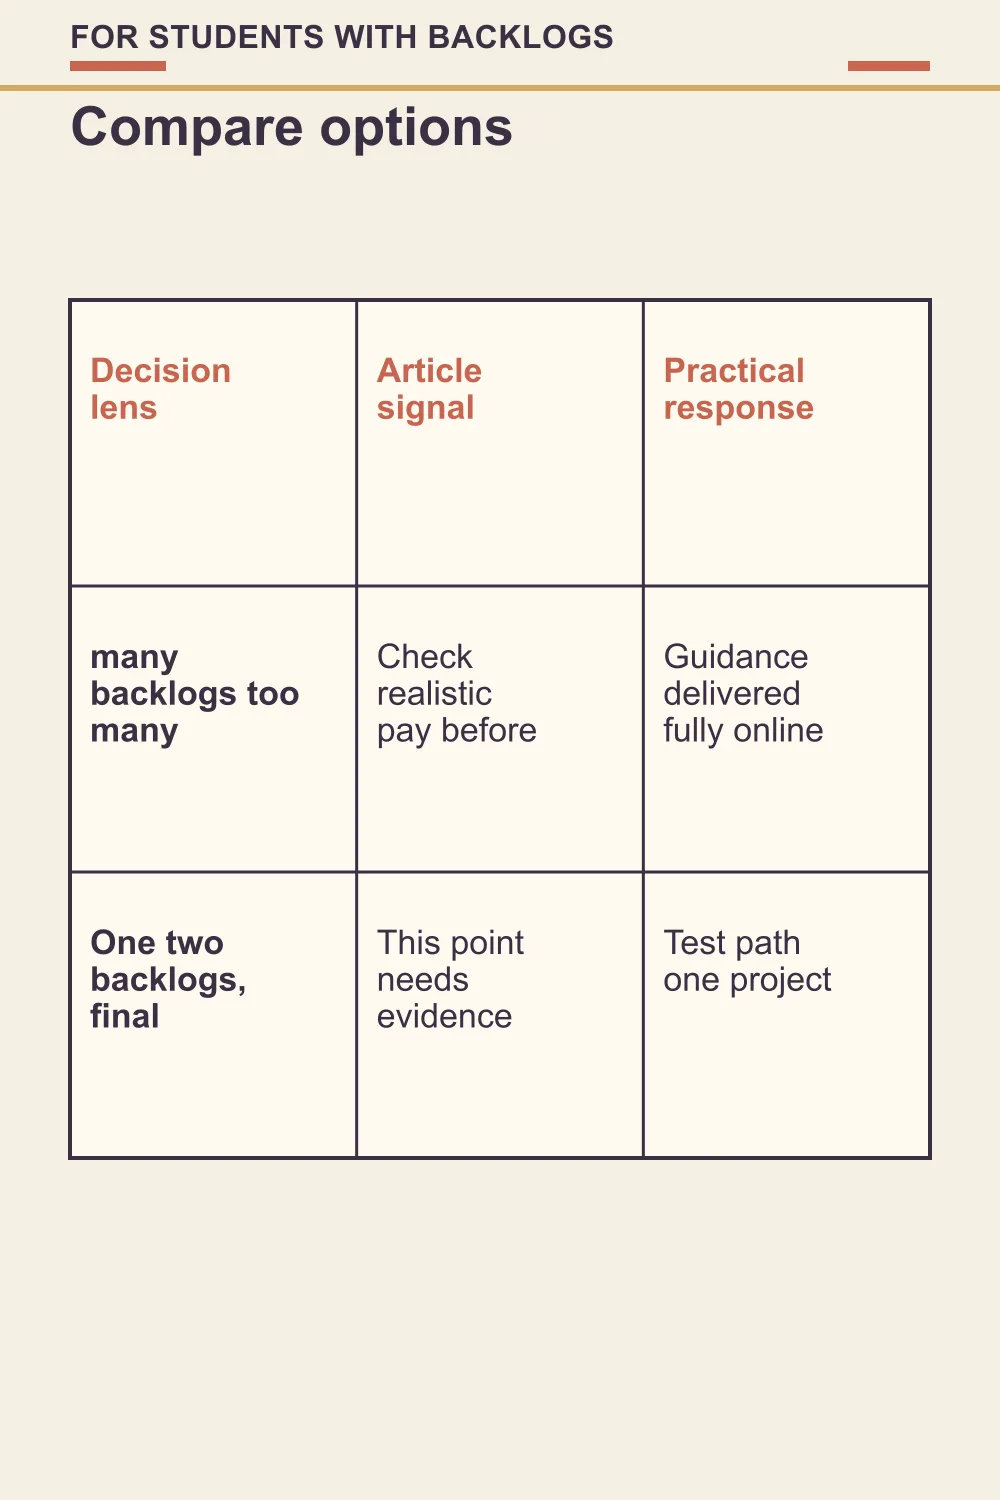 FOR STUDENTS WITH BACKLOGS
Compare options
Decision
lens
Article
signal
Practical
response
many
backlogs too
many
Check
realistic
pay before
Guidance
delivered
fully online
One two
backlogs,
final
This point
needs
evidence
Test path
one project